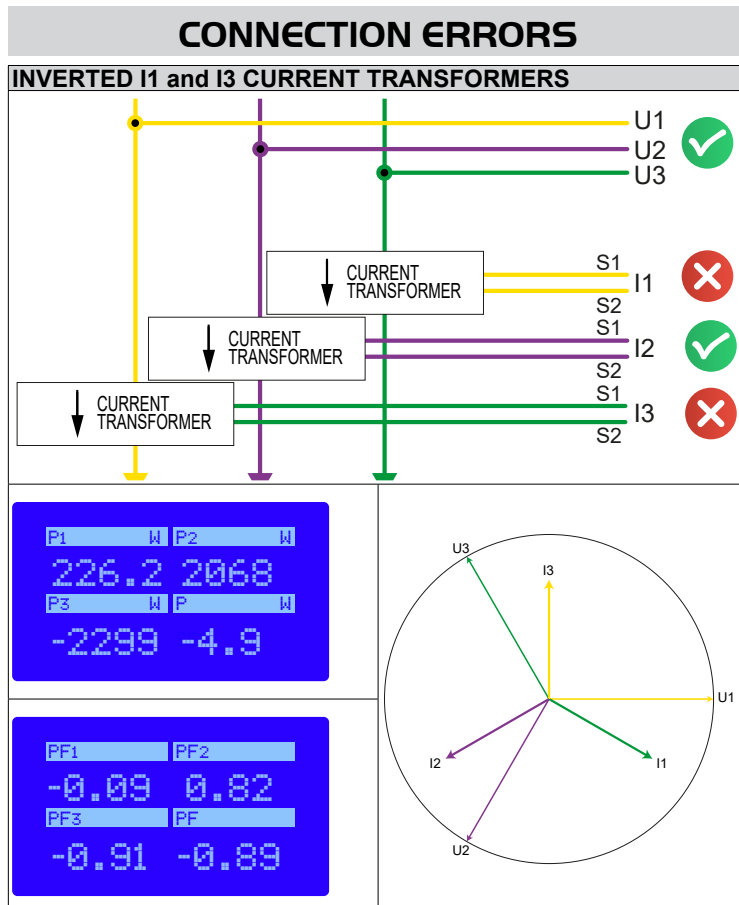 CONNECTION ERRORS
INVERTED I1 and I3 CURRENT TRANSFORMERS
U1
U2
U3
CURRENT
TRANSFORMER
S1
I1
S2
CURRENT
TRANSFORMER
S1
I2
S2
CURRENT
TRANSFORMER
S1
I3
S2
P1 W P2 W
226.2 2068
P3 W P W
-2299 -4.9
PF1 PF2
-0.09 0.82
PF3 PF
-0.91 -0.89
U3
I3
U1
I2
I1
U2